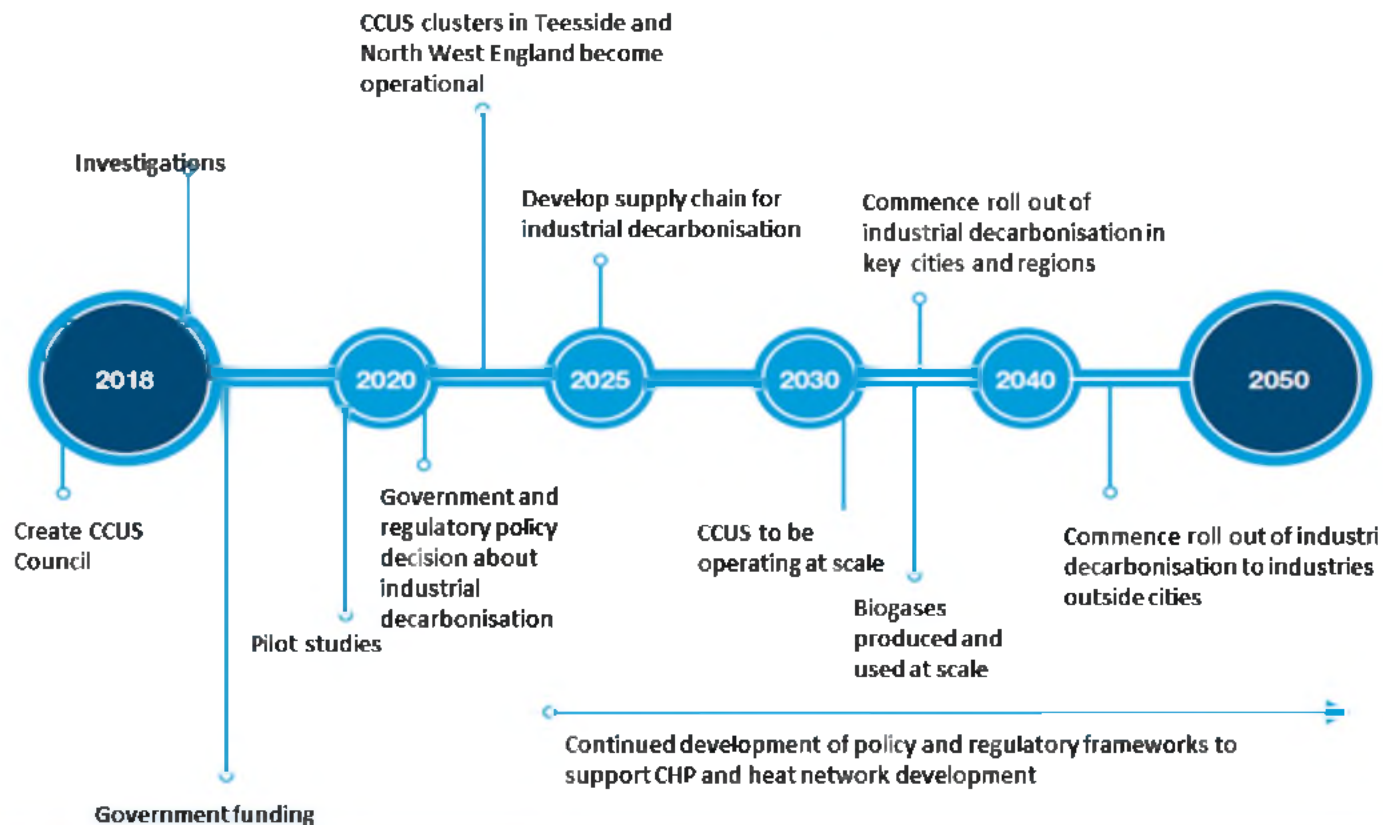 CCUS clusters in Teesside and
North West England become
operational
Investigations
Develop supply chain for
industrial decarbonisation
Commence roll out of
industrial decarbonisation in
key cities and regions
2018
2020
2025
2030
2040
2050
Create CCUS
Council
Government and
regulatory policy
decision about
industrial
decarbonisation
Pilot studies
CCUS to be
operating at scale
Biogases
produced and
used at scale
Commence roll out of industri
decarbonisation to industries
outside cities
Continued development of policy and regulatory frameworks to
support CHP and heat network development
Government funding